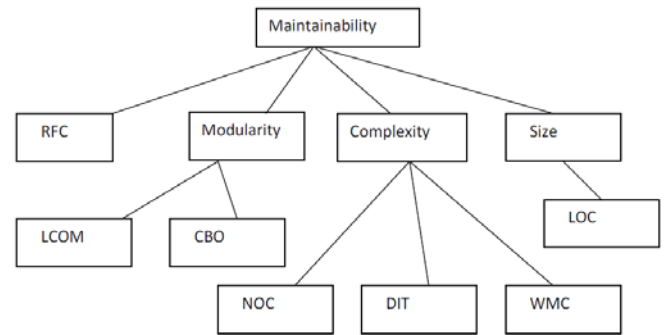 Maintainability
RFC
Modularity
Complexity
Size
LCOM
CBO
LOC
NOC
DIT
WMC